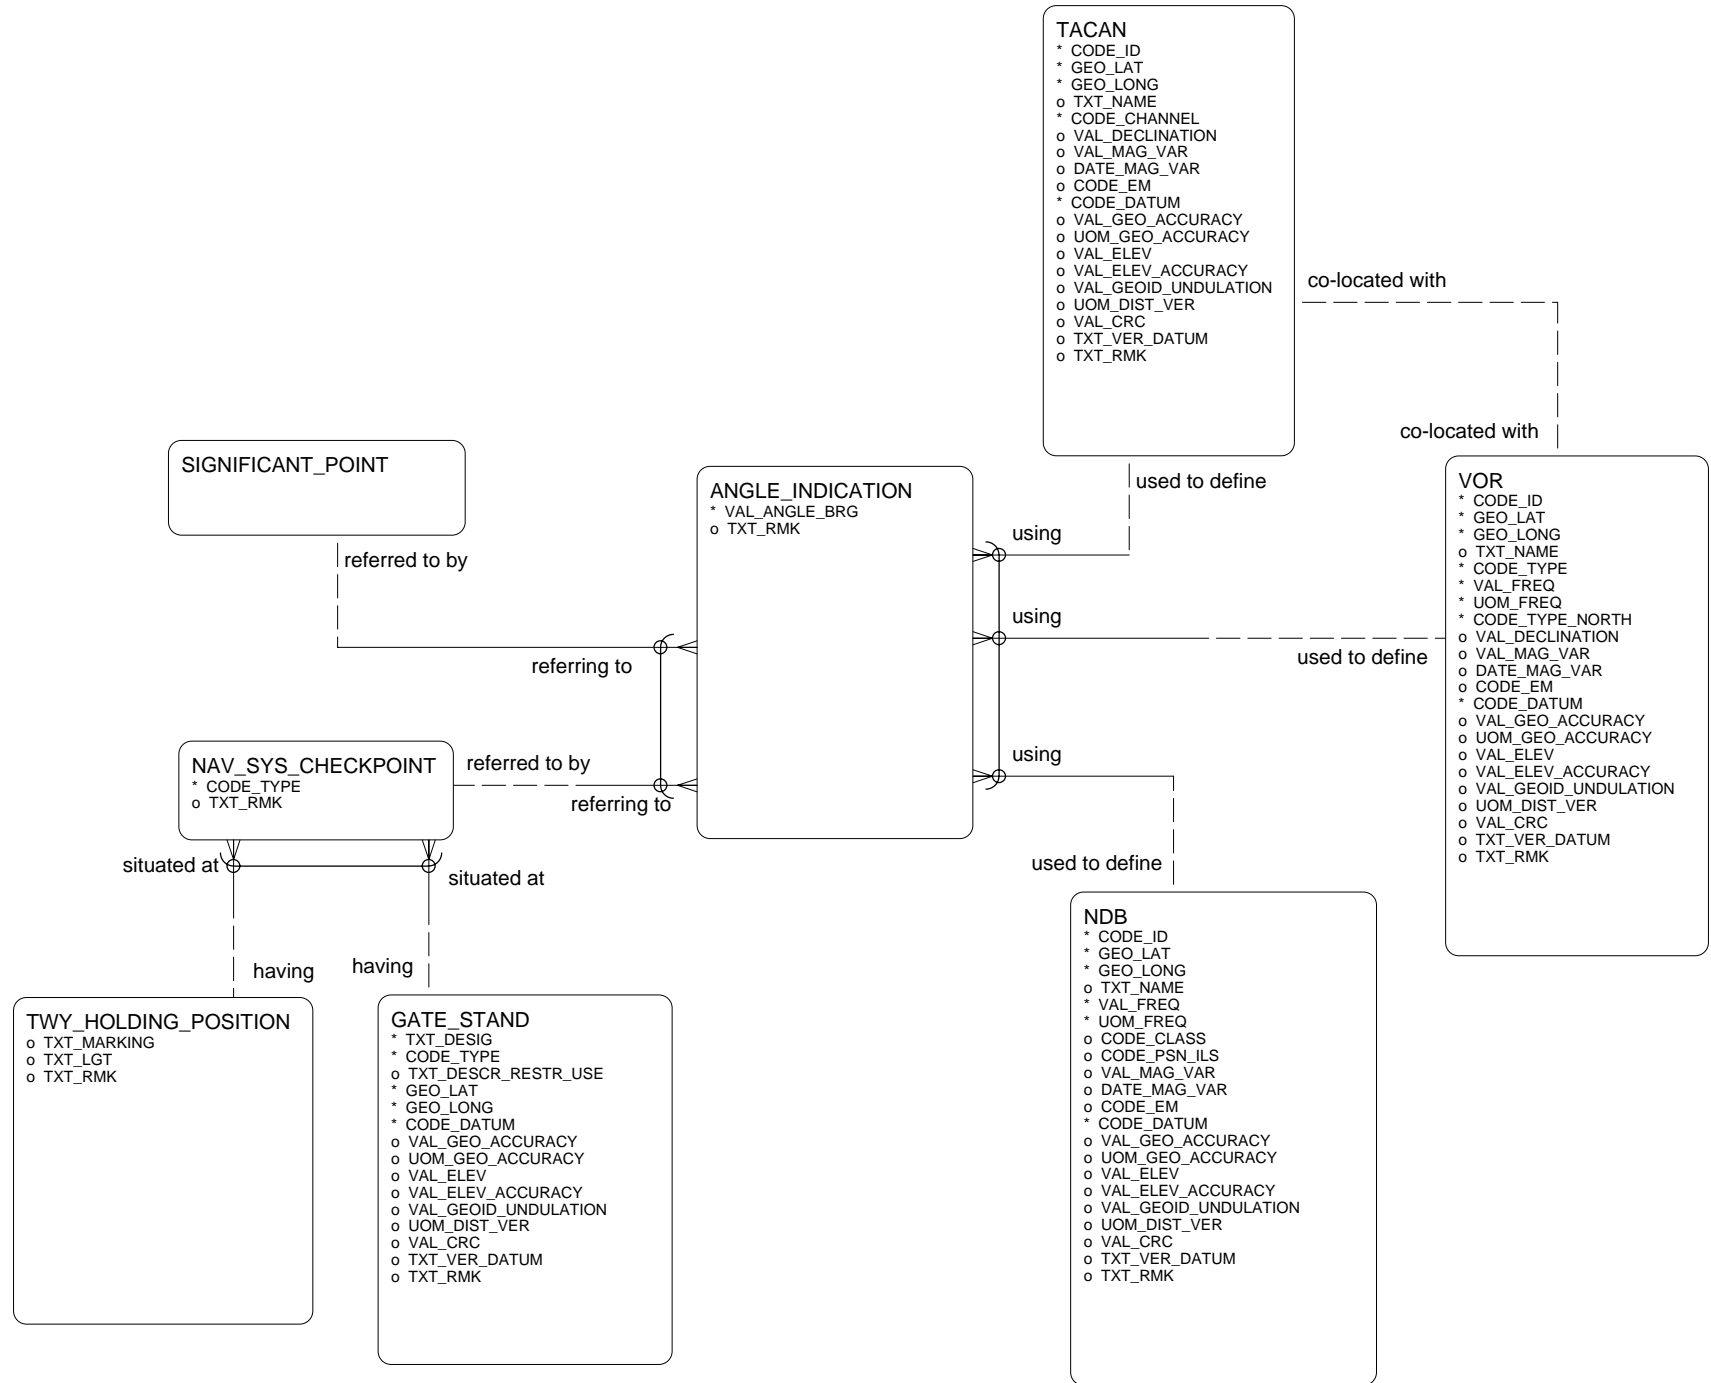 TACAN
* CODE_ID
* GEO_LAT
* GEO_LONG
o TXT_NAME
* CODE_CHANNEL
o VAL_DECLINATION
o VAL_MAG_VAR
o DATE_MAG_VAR
o CODE_EM
* CODE_DATUM
o VAL_GEO_ACCURACY
o UOM_GEO_ACCURACY
o VAL_ELEV
o VAL_ELEV_ACCURACY
o VAL_GEOID_UNDULATION
o UOM_DIST_VER
o VAL_CRC
o TXT_VER_DATUM
o TXT_RMK
co-located with
co-located with
used to define
SIGNIFICANT_POINT
referred to by
referring to
ANGLE_INDICATION
* VAL_ANGLE_BRG
o TXT_RMK
using
using
used to define
using
used to define
VOR
* CODE_ID
* GEO_LAT
* GEO_LONG
o TXT_NAME
* CODE_TYPE
* VAL_FREQ
* UOM_FREQ
* CODE_TYPE_NORTH
o VAL_DECLINATION
o VAL_MAG_VAR
o DATE_MAG_VAR
o CODE_EM
* CODE_DATUM
o VAL_GEO_ACCURACY
o UOM_GEO_ACCURACY
o VAL_ELEV
o VAL_ELEV_ACCURACY
o VAL_GEOID_UNDULATION
o UOM_DIST_VER
o VAL_CRC
o TXT_VER_DATUM
o TXT_RMK
NAV_SYS_CHECKPOINT
* CODE_TYPE
o TXT_RMK
referred to by
referring to
situated at
situated at
having
having
TWY_HOLDING_POSITION
o TXT_MARKING
o TXT_LGT
o TXT_RMK
GATE_STAND
* TXT_DESIG
* CODE_TYPE
o TXT_DESCR_RESTR_USE
* GEO_LAT
* GEO_LONG
* CODE_DATUM
o VAL_GEO_ACCURACY
o UOM_GEO_ACCURACY
o VAL_ELEV
o VAL_ELEV_ACCURACY
o VAL_GEOID_UNDULATION
o UOM_DIST_VER
o VAL_CRC
o TXT_VER_DATUM
o TXT_RMK
NDB
* CODE_ID
* GEO_LAT
* GEO_LONG
o TXT_NAME
* VAL_FREQ
* UOM_FREQ
o CODE_CLASS
o CODE_PSN_ILS
o VAL_MAG_VAR
o DATE_MAG_VAR
o CODE_EM
* CODE_DATUM
o VAL_GEO_ACCURACY
o UOM_GEO_ACCURACY
o VAL_ELEV
o VAL_ELEV_ACCURACY
o VAL_GEOID_UNDULATION
o UOM_DIST_VER
o VAL_CRC
o TXT_VER_DATUM
o TXT_RMK